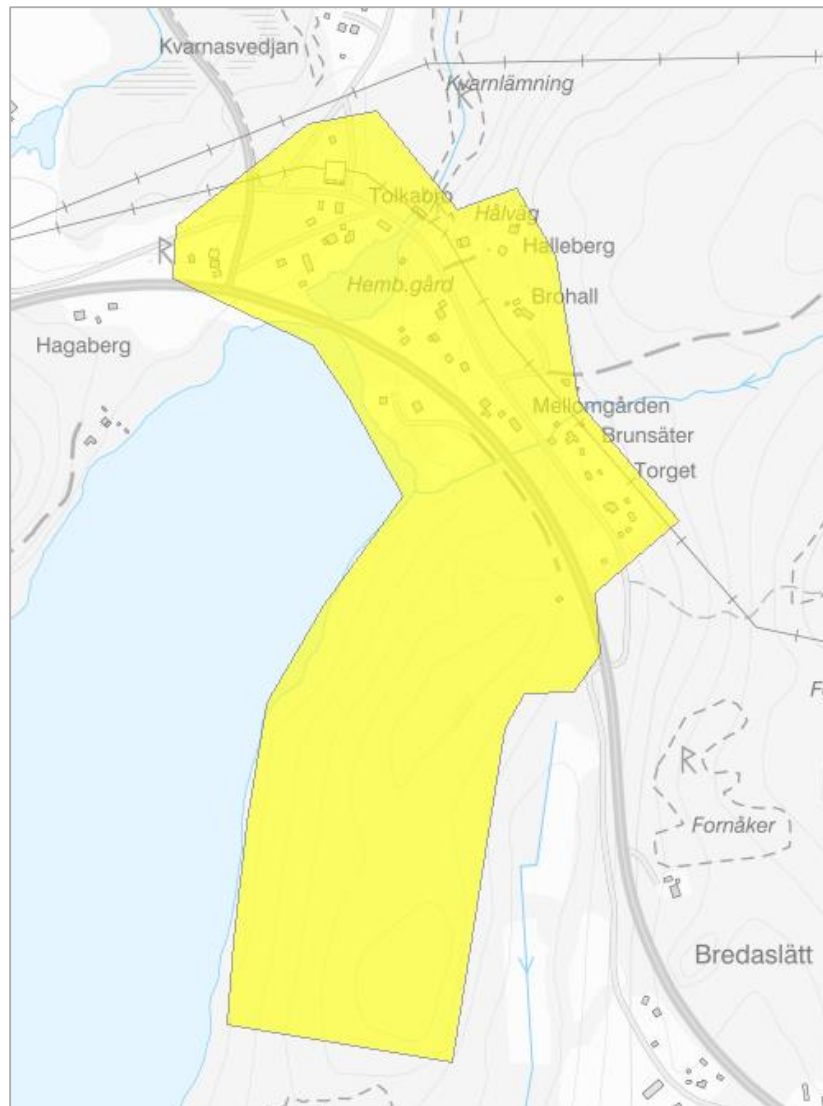 Kvarnasvedjan
Kvarnlämning
Tolkabro
Hålväg
Halleberg
Hemb.gård
Brohall
Hagaberg
Mellomgården
Brunsäter
Torget
Fornåker
Bredaslätt